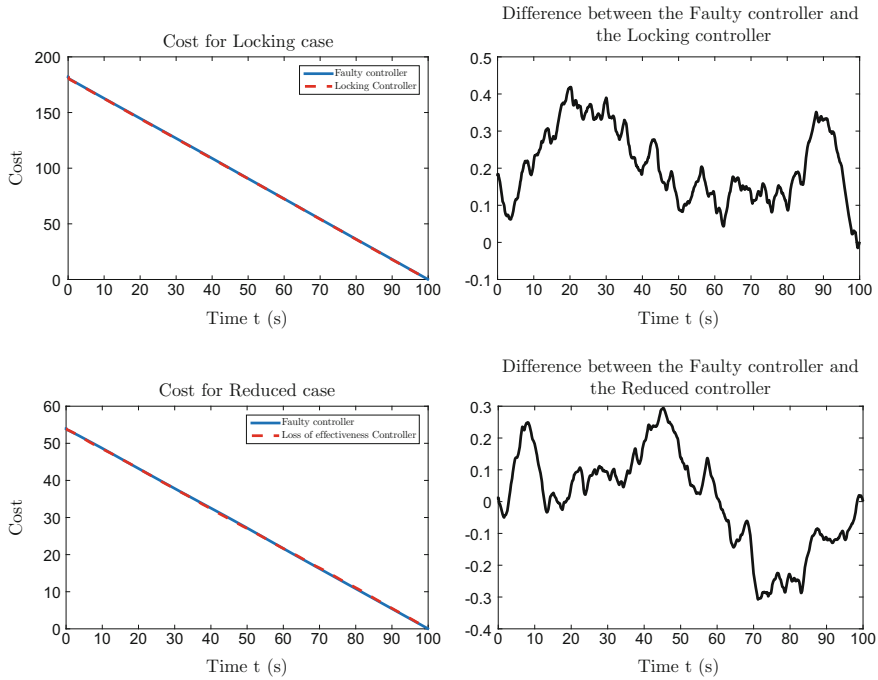 Cost for Locking case
200
150
100
50
0
Cost
Faulty controller
Locking Controller
0 10 20 30 40 50 60 70 80 90 100
Time t (s)
Difference between the Faulty controller and
the Locking controller
0.5
0.4
0.3
0.2
0.1
0
-0.1
0 10 20 30 40 50 60 70 80 90 100
Time t (s)
Cost for Reduced case
60
50
40
30
20
10
0
Cost
Faulty controller
Loss of effectiveness Controller
0 10 20 30 40 50 60 70 80 90 100
Time t (s)
Difference between the Faulty controller and
the Reduced controller
0.3
0.2
0.1
0
-0.1
-0.2
-0.3
-0.4
0 10 20 30 40 50 60 70 80 90 100
Time t (s)